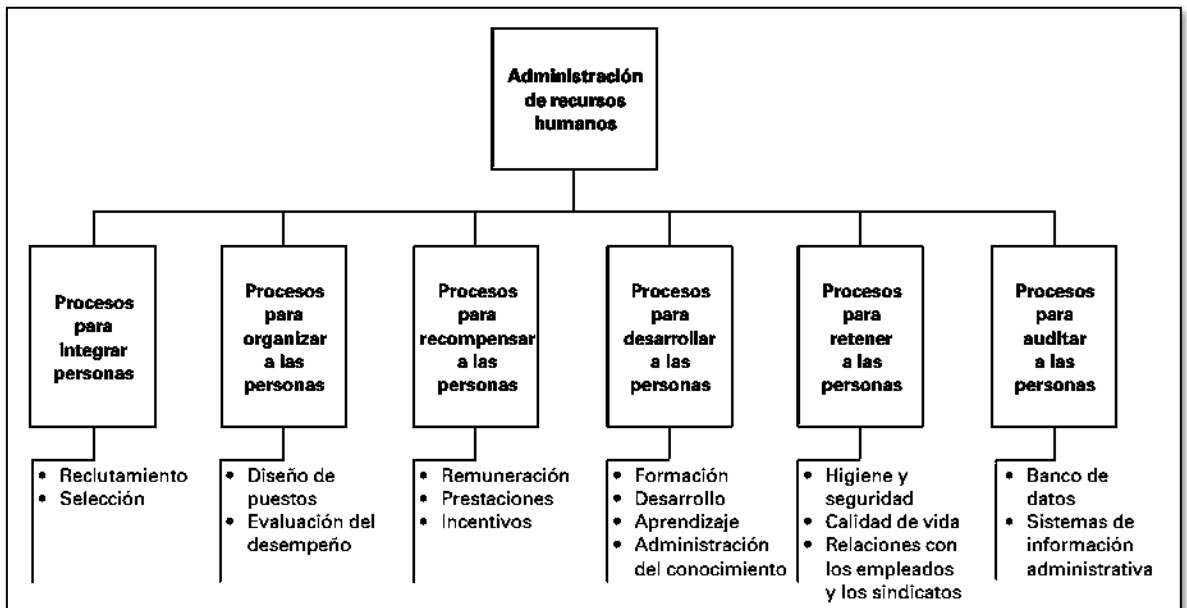 Administración
de recursos
humanos
Procesos
para
integrar
personas
Procesos
para
organizar
a las
personas
Procesos
para
recompensar
a las
personas
Procesos
para
desarrollar
a las
personas
Procesos
para
retener
a las
personas
Procesos
para
auditar
a las
personas
• Reclutamiento
• Selección
• Diseño de
puestos
• Evaluación del
desempeño
• Remuneración
• Prestaciones
• Incentivos
• Formación
• Desarrollo
• Aprendizaje
• Administración
del conocimiento
• Higiene y
seguridad
• Calidad de vida
• Relaciones con
los empleados
y los sindicatos
• Banco de
datos
• Sistemas de
información
administrativa